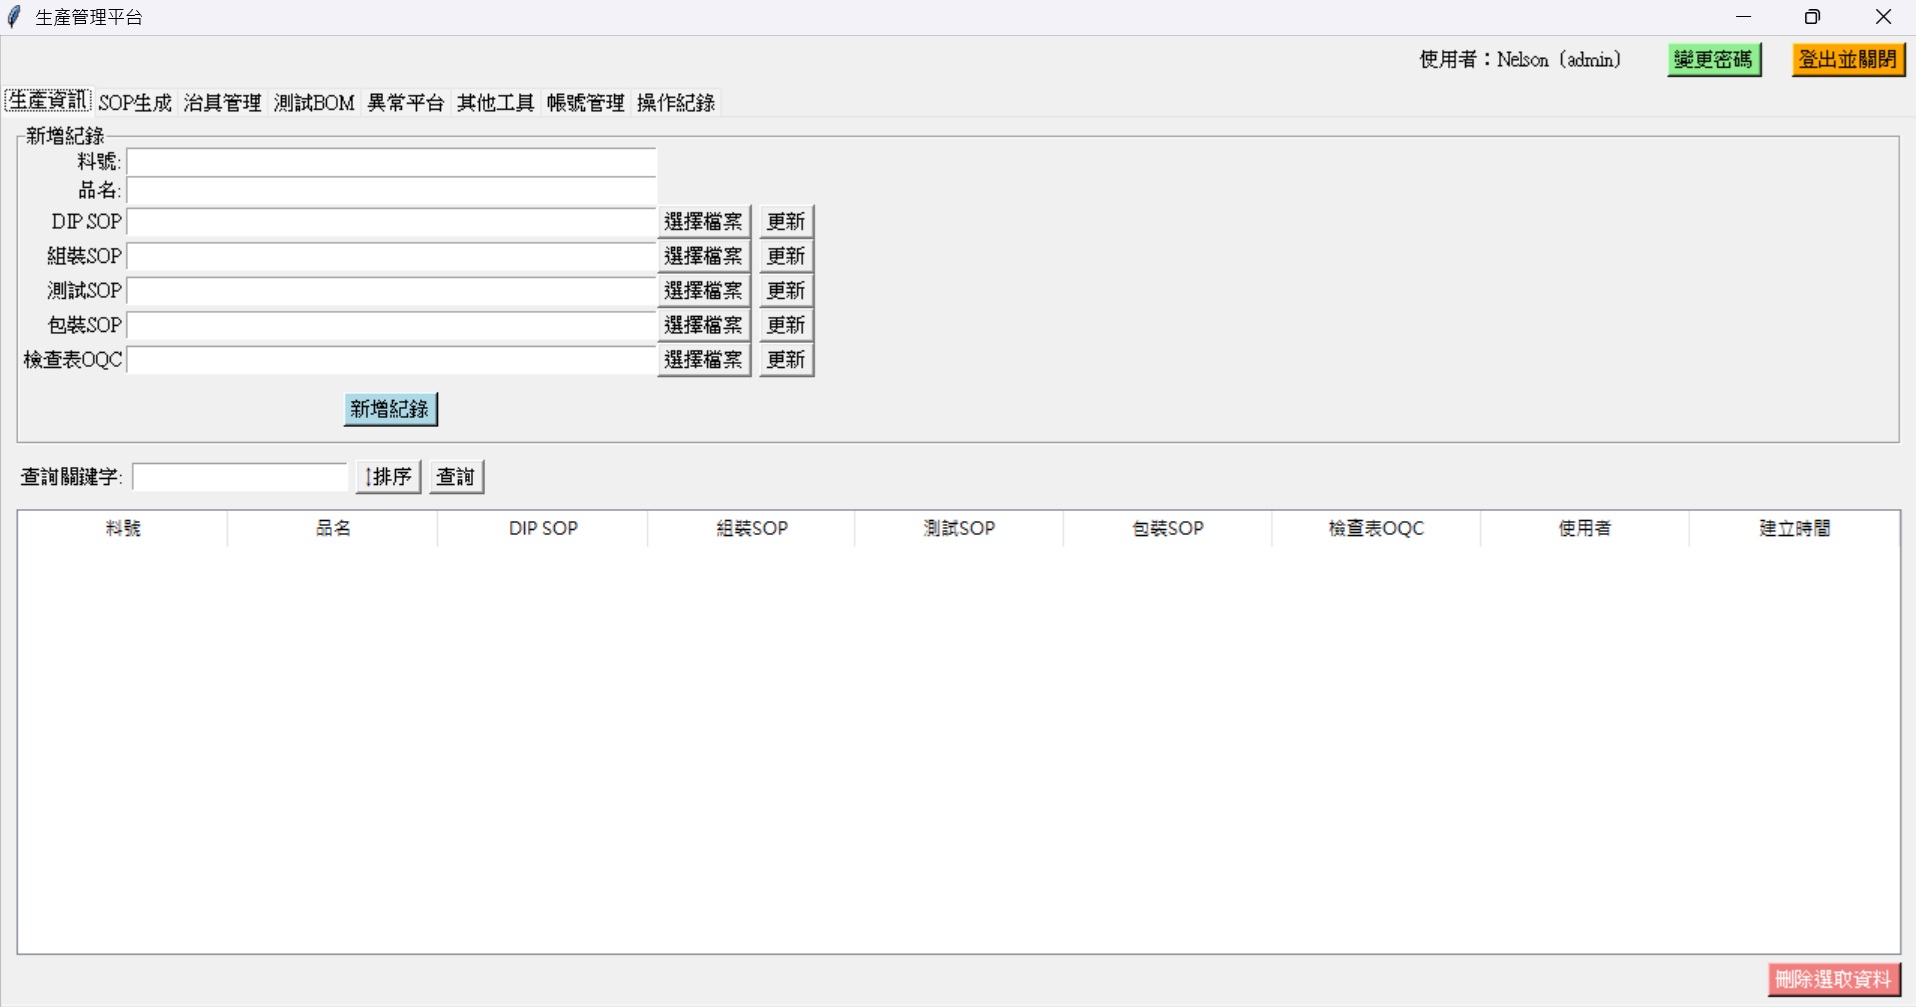 生產管理平台
使用者：Nelson（admin） 變更密碼 登出並關閉
生產資訊 SOP生成 治具管理 測試BOM 異常平台 其他工具 帳號管理 操作紀錄
新增紀錄
料號:
品名:
DIP SOP 選擇檔案 更新
組裝SOP 選擇檔案 更新
測試SOP 選擇檔案 更新
包裝SOP 選擇檔案 更新
檢查表OQC 選擇檔案 更新
新增紀錄
查詢關鍵字: ↕排序 查詢
料號 品名 DIP SOP 組裝SOP 測試SOP 包裝SOP 檢查表OQC 使用者 建立時間
刪除選取資料